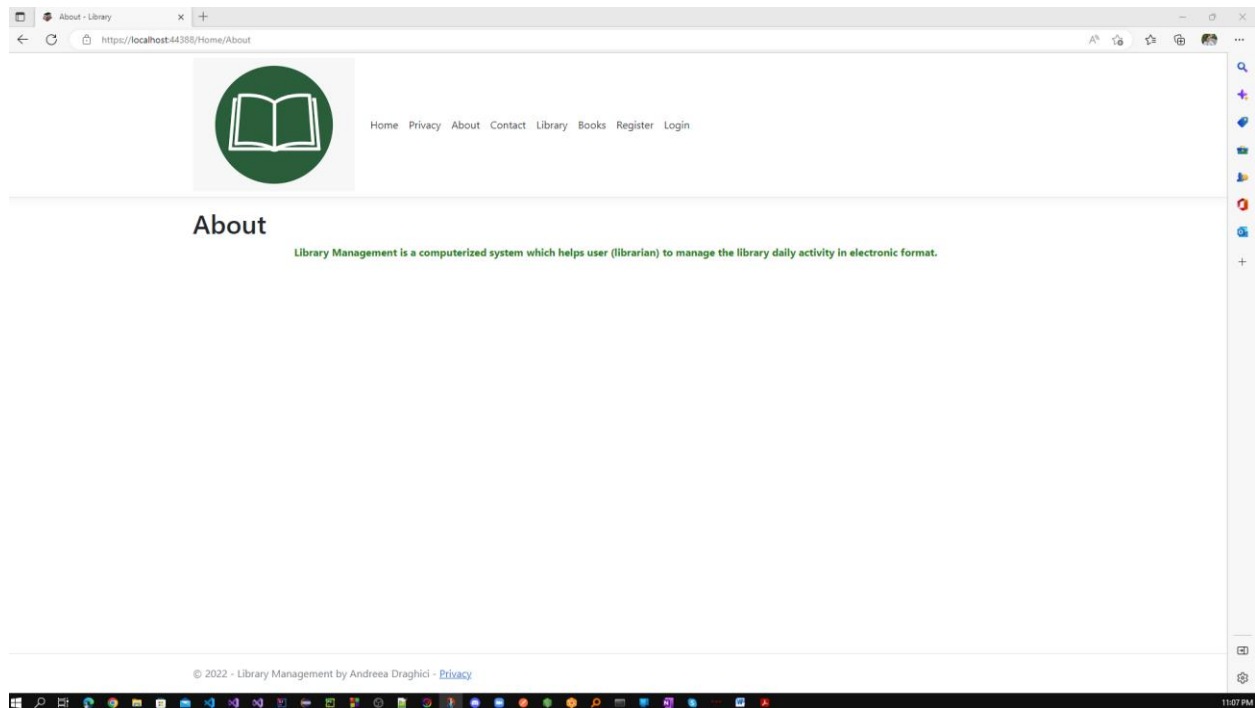 About - Library
https://localhost:44388/Home/About
Home Privacy About Contact Library Books Register Login
About
Library Management is a computerized system which helps user (librarian) to manage the library daily activity in electronic format.
© 2022 - Library Management by Andreea Draghici - Privacy
11:07 PM